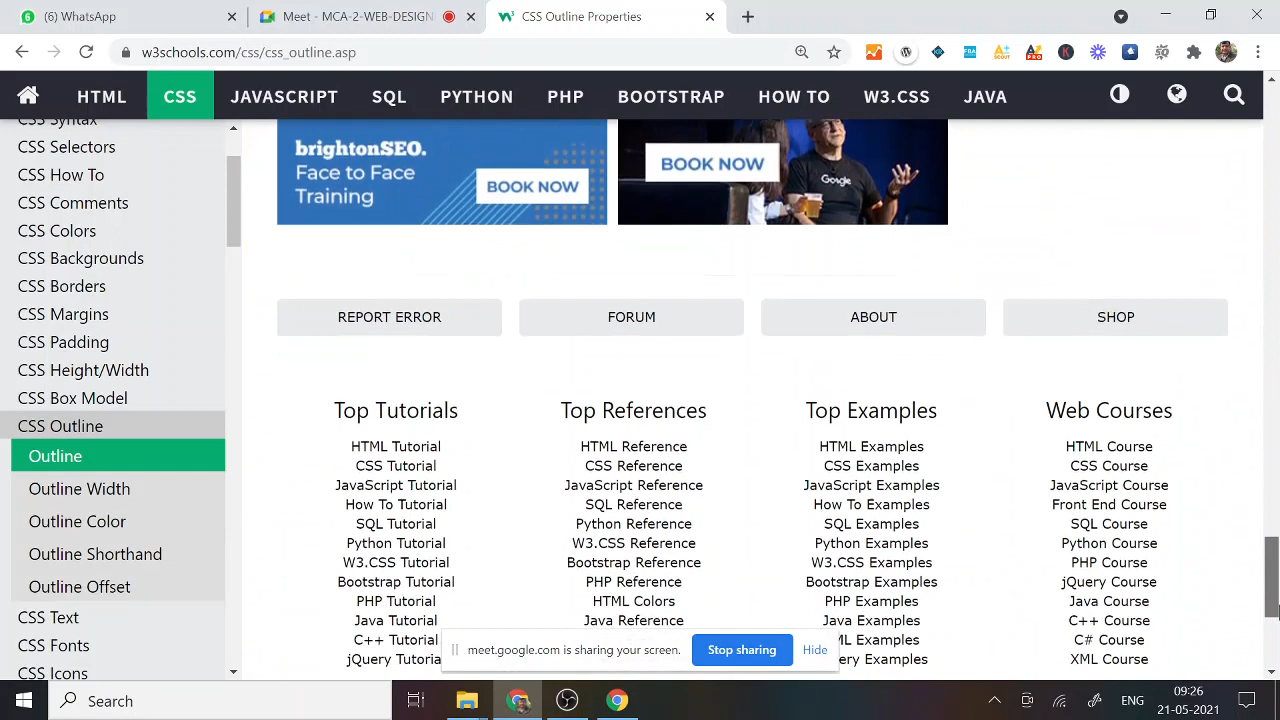 (6) WhatsApp
Meet - MCA-2-WEB-DESIGN
CSS Outline Properties
w3schools.com/css/css_outline.asp
HTML CSS JAVASCRIPT SQL PYTHON PHP BOOTSTRAP HOW TO W3.CSS JAVA
CSS Syntax
CSS Selectors
CSS How To
CSS Comments
CSS Colors
CSS Backgrounds
CSS Borders
CSS Margins
CSS Padding
CSS Height/Width
CSS Box Model
CSS Outline
Outline
Outline Width
Outline Color
Outline Shorthand
Outline Offset
CSS Text
CSS Fonts
CSS Icons
brightonSEO.
Face to Face
Training
BOOK NOW
BOOK NOW
Google
REPORT ERROR
FORUM
ABOUT
SHOP
Top Tutorials
HTML Tutorial
CSS Tutorial
JavaScript Tutorial
How To Tutorial
SQL Tutorial
Python Tutorial
W3.CSS Tutorial
Bootstrap Tutorial
PHP Tutorial
Java Tutorial
C++ Tutorial
jQuery Tutoria
Top References
HTML Reference
CSS Reference
JavaScript Reference
SQL Reference
Python Reference
W3.CSS Reference
Bootstrap Reference
PHP Reference
HTML Colors
Java Reference
Top Examples
HTML Examples
CSS Examples
JavaScript Examples
How To Examples
SQL Examples
Python Examples
W3.CSS Examples
Bootstrap Examples
PHP Examples
Java Examples
ML Examples
ery Examples
Web Courses
HTML Course
CSS Course
JavaScript Course
Front End Course
SQL Course
Python Course
PHP Course
jQuery Course
Java Course
C++ Course
C# Course
XML Course
meet.google.com is sharing your screen.
Stop sharing
Hide
Search
ENG
09:26
21-05-2021